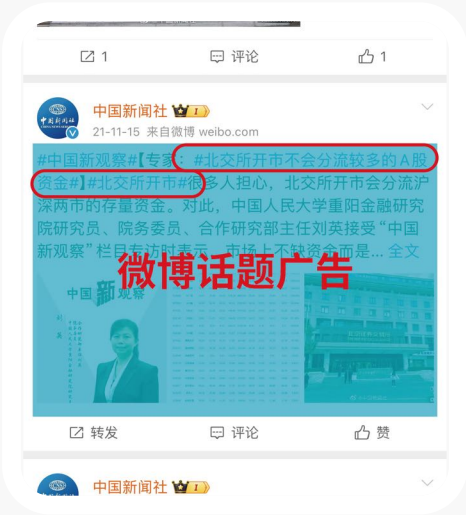 1 评论 1
中国新闻社 1
21-11-15 来自微博 weibo.com
#中国新观察#【专家：#北交所开市不会分流较多的A股
资金#】#北交所开市#很多人担心，北交所开市会分流沪
深两市的存量资金。对此，中国人民大学重阳金融研究
院研究员、院务委员、合作研究部主任刘英接受“中国
新观察”栏目专访时表示，市场上不缺资金而是... 全文
微博话题广告
中国新观察
转发 评论 赞
中国新闻社 1